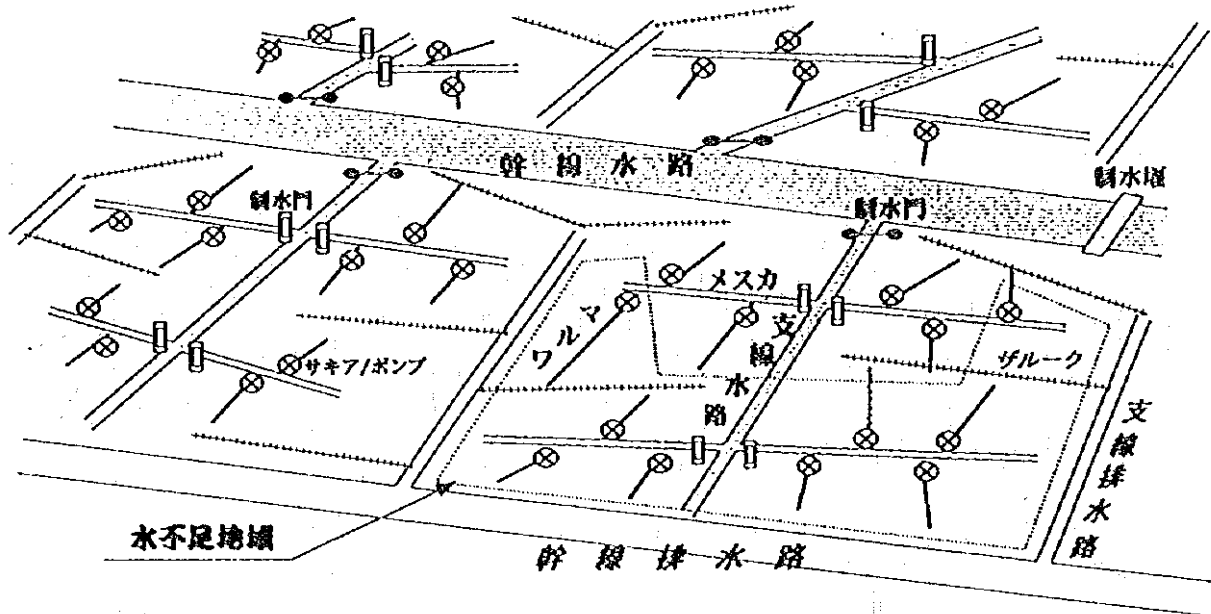 幹線水路
制水堰
制水門
制水門
メスカ
マルワ
支線水路
サキア/ポンプ
ザルーク
支線排水路
水不足地域
幹線排水路